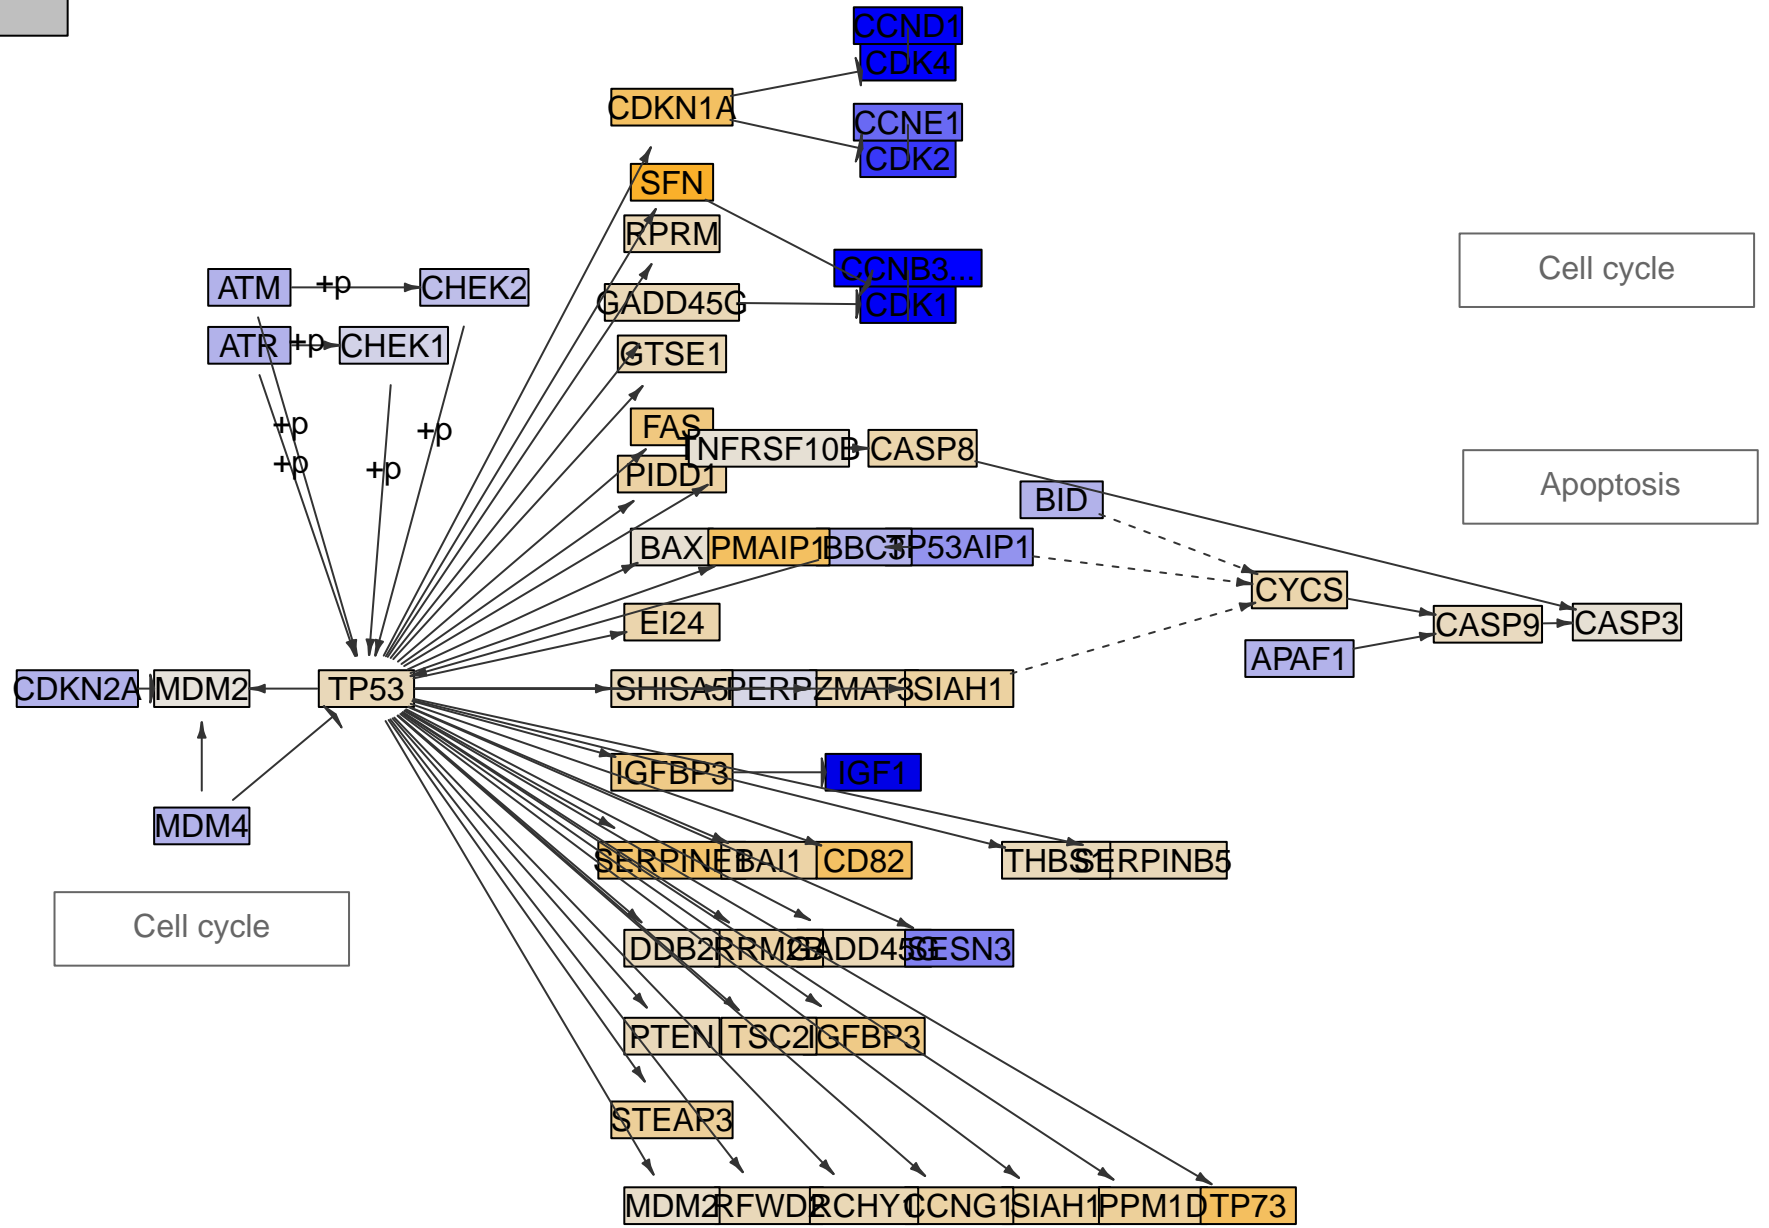 CCND1
CDK4
CDKN1A
CCNE1
CDK2
SFN
RPRM
CCNB3...
Cell cycle
ATM
+p
CHEK2
GADD45G
CDK1
ATR
+p
CHEK1
GTSE1
+p
+p
FAS
TNFRSF10B
CASP8
+p
+p
PIDD1
BID
Apoptosis
BAX
PMAIP1
BBC3
TP53AIP1
CYCS
EI24
CASP9
CASP3
APAF1
CDKN2A
MDM2
TP53
SHISA5
PERP
ZMAT3
SIAH1
IGFBP3
IGF1
MDM4
SERPINE1
BAI1
CD82
THBS1
SERPINB5
Cell cycle
DDB2
RRM2B
GADD45G
SESN3
PTEN
TSC2
IGFBP3
STEAP3
MDM2
RFWD2
RCHY1
CCNG1
SIAH1
PPM1D
TP73